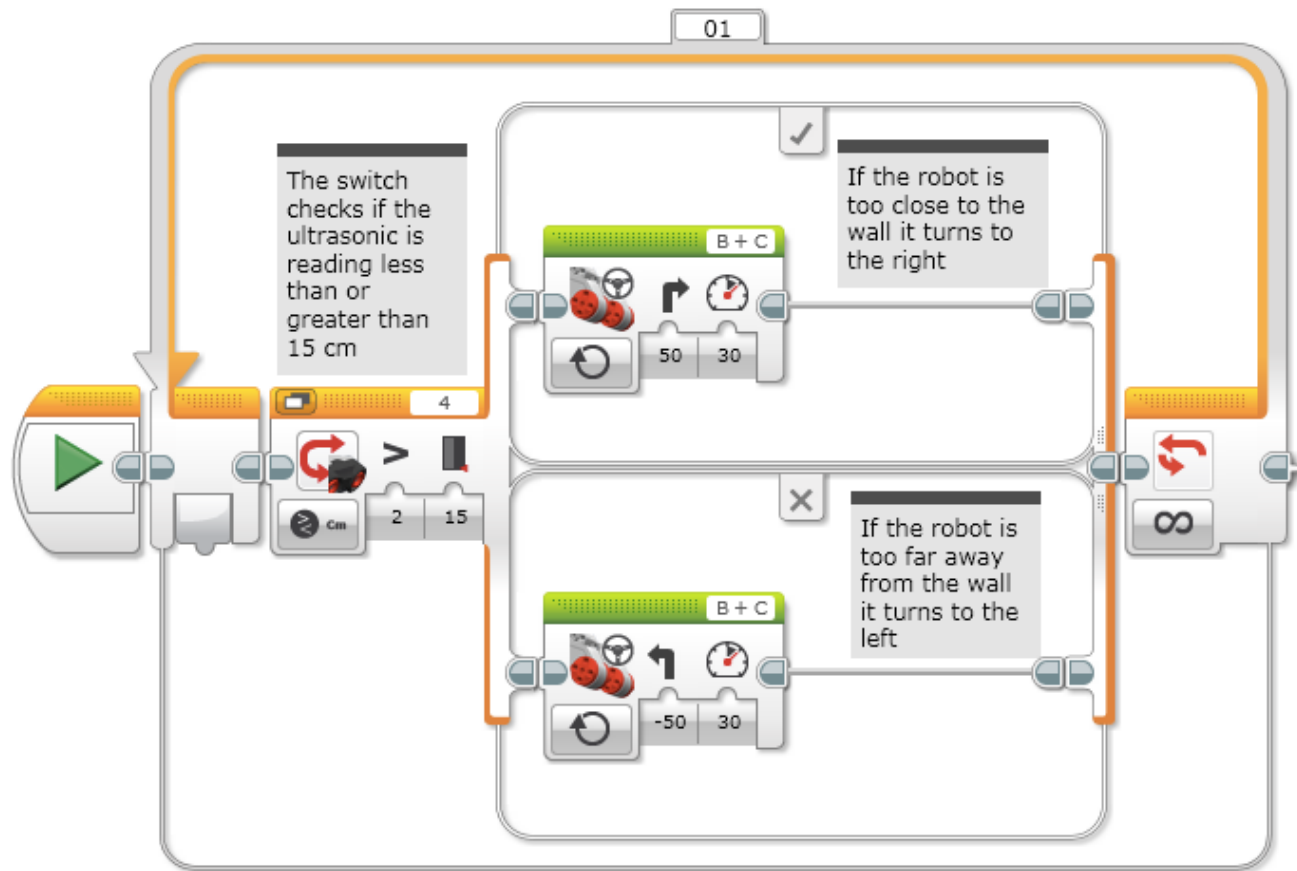 01
The switch
checks if the
ultrasonic is
reading less
than or
greater than
15 cm
If the robot is
too close to the
wall it turns to
the right
B + C
50 30
4
>
Cm 2 15
∞
If the robot is
too far away
from the wall
it turns to the
left
B + C
-50 30